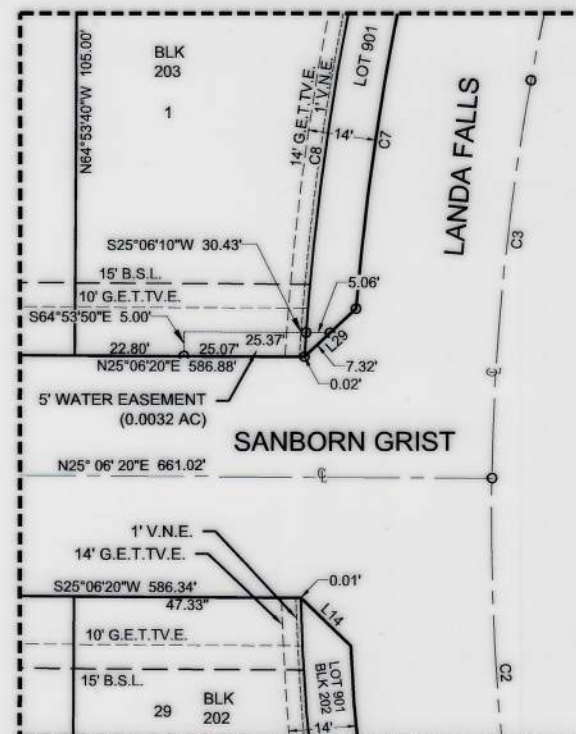 BLK
203
1
N64°53'40"W 105.00'
14' G.E.T.TV.E.
1' V.N.E.
LOT 901
C8
14'
C7
LANDA FALLS
C3
S25°06'10"W 30.43'
15' B.S.L.
10' G.E.T.TV.E.
5.06'
S64°53'50"E 5.00'
25.37'
L29
22.80'
25.07'
7.32'
N25°06'20"E 586.88'
0.02'
5' WATER EASEMENT
(0.0032 AC)
SANBORN GRIST
N25° 06' 20"E 661.02'
1' V.N.E.
14' G.E.T.TV.E.
S25°06'20"W 586.34'
0.01'
47.33"
L14
10' G.E.T.TV.E.
15' B.S.L.
LOT 901
BLK 202
C2
29
BLK
202
14'